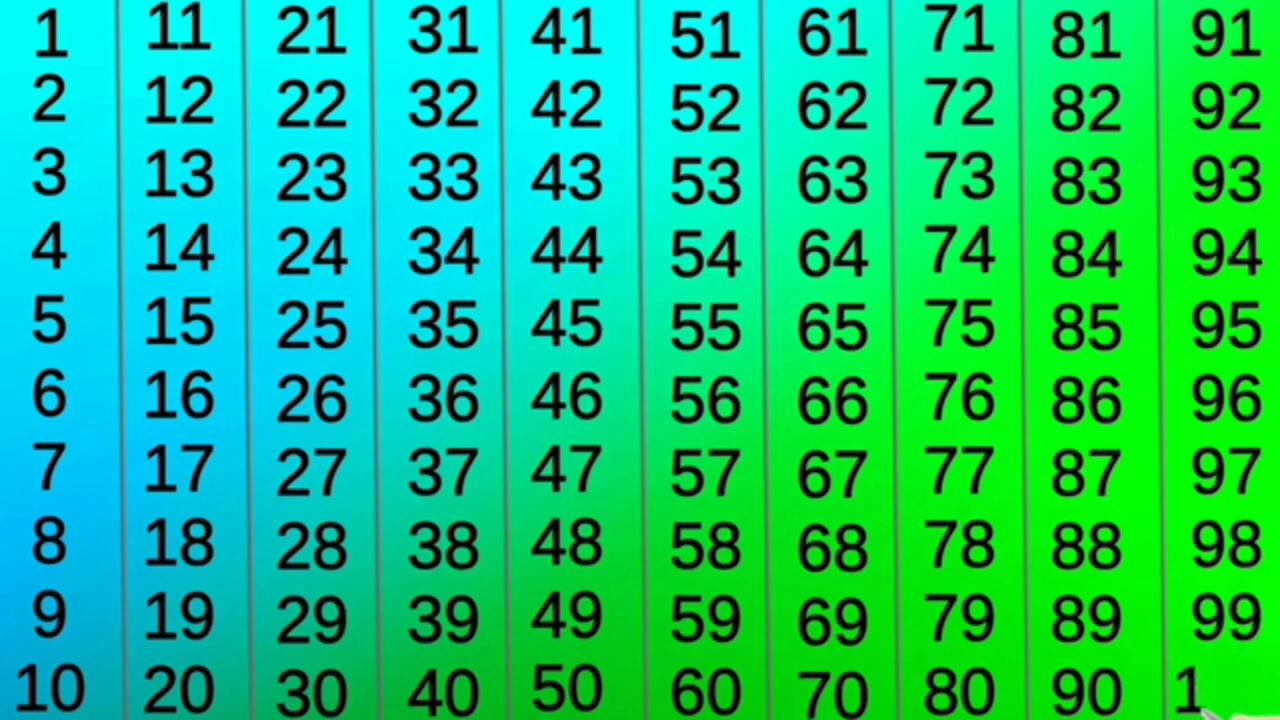 1 11 21 31 41 51 61 71 81 91
2 12 22 32 42 52 62 72 82 92
3 13 23 33 43 53 63 73 83 93
4 14 24 34 44 54 64 74 84 94
5 15 25 35 45 55 65 75 85 95
6 16 26 36 46 56 66 76 86 96
7 17 27 37 47 57 67 77 87 97
8 18 28 38 48 58 68 78 88 98
9 19 29 39 49 59 69 79 89 99
10 20 30 40 50 60 70 80 90 1